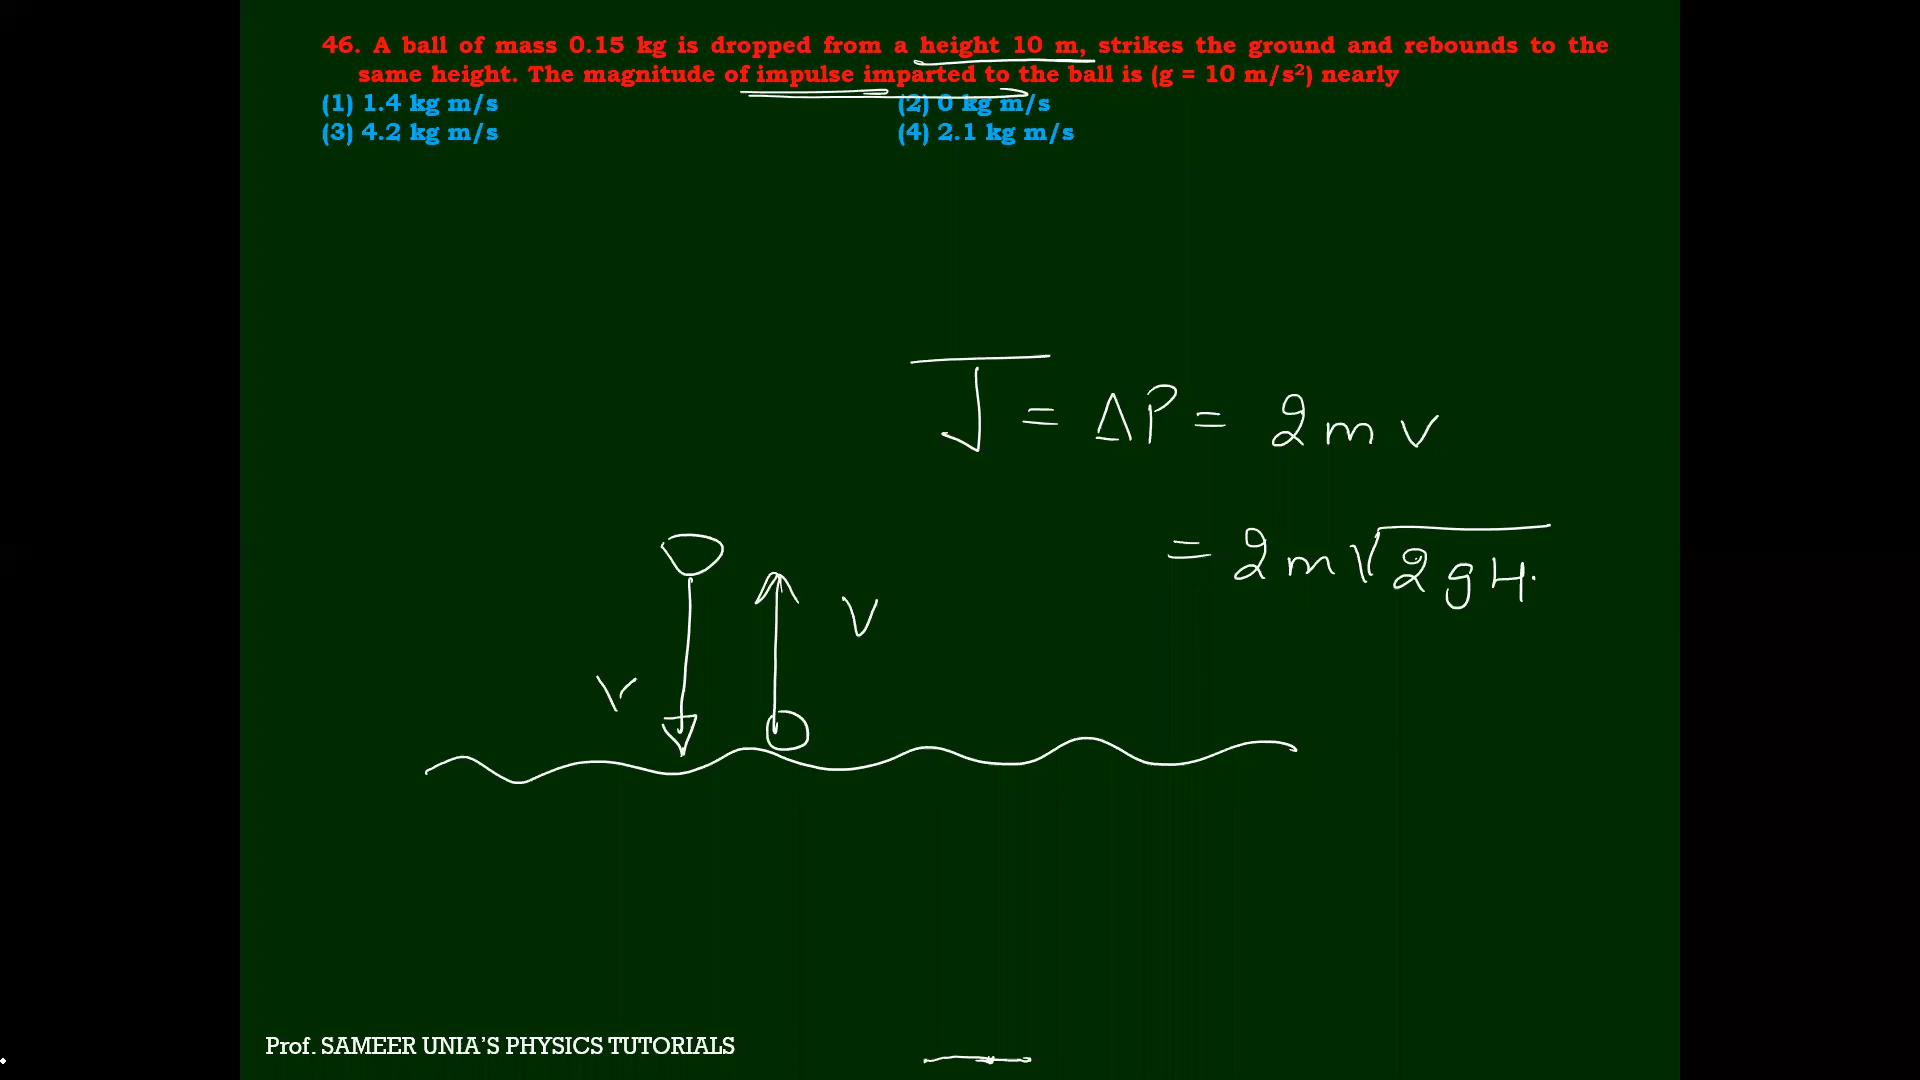 46. A ball of mass 0.15 kg is dropped from a height 10 m, strikes the ground and rebounds to the
same height. The magnitude of impulse imparted to the ball is (g = 10 m/s²) nearly
(1) 1.4 kg m/s (2) 0 kg m/s
(3) 4.2 kg m/s (4) 2.1 kg m/s
J = ΔP = 2mv
= 2m√2gH.
V
V
Prof. SAMEER UNIA'S PHYSICS TUTORIALS